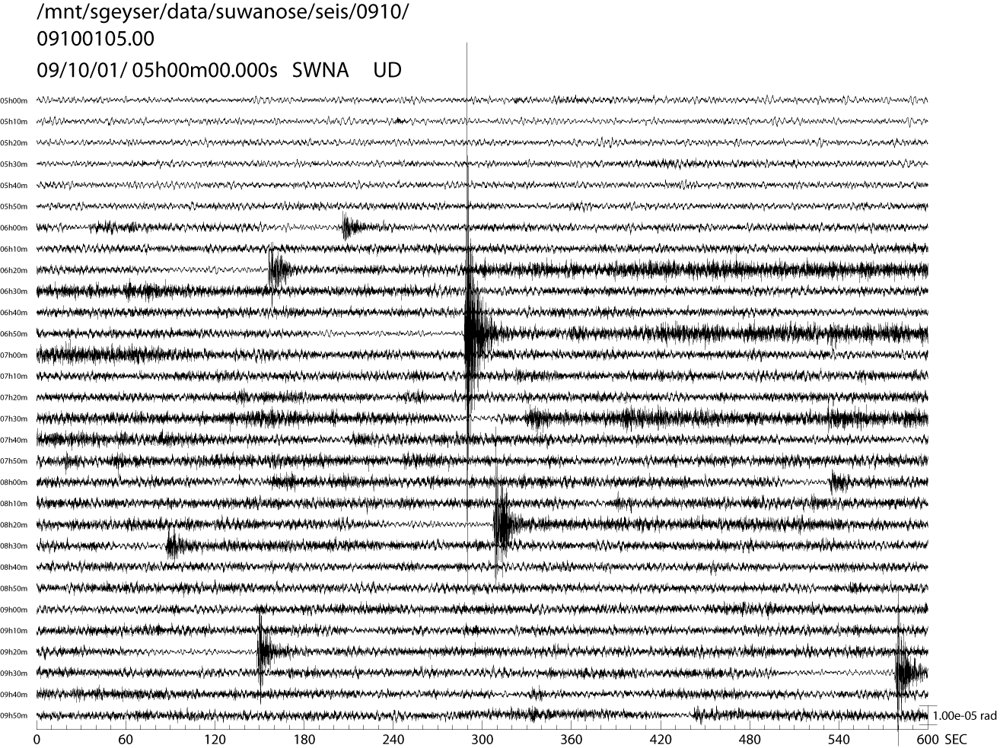 /mnt/sgeyser/data/suwanose/seis/0910/
09100105.00
09/10/01/ 05h00m00.000s SWNA UD
05h00m
05h10m
05h20m
05h30m
05h40m
05h50m
06h00m
06h10m
06h20m
06h30m
06h40m
06h50m
07h00m
07h10m
07h20m
07h30m
07h40m
07h50m
08h00m
08h10m
08h20m
08h30m
08h40m
08h50m
09h00m
09h10m
09h20m
09h30m
09h40m
09h50m
1.00e-05 rad
0 60 120 180 240 300 360 420 480 540 600 SEC